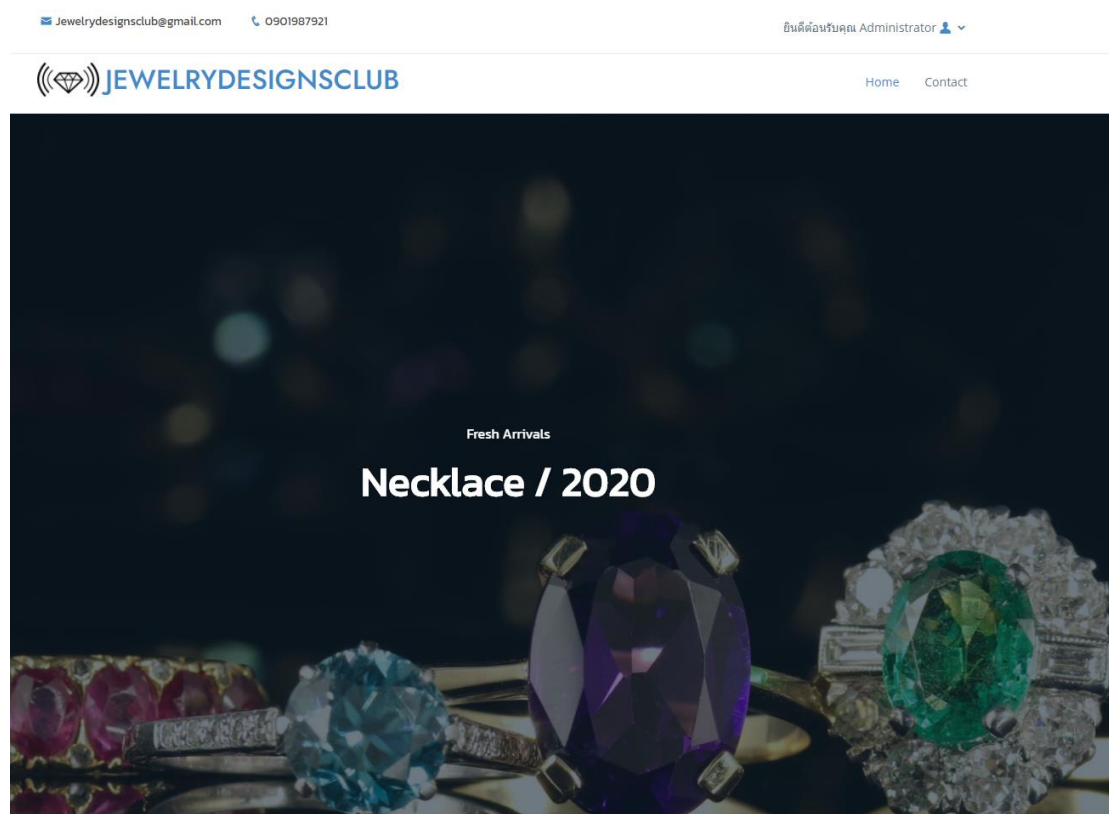 Jewelrydesignsclub@gmail.com 0901987921
ยินดีต้อนรับคุณ Administrator
JEWELRYDESIGNSCLUB
Home Contact
Fresh Arrivals
Necklace / 2020